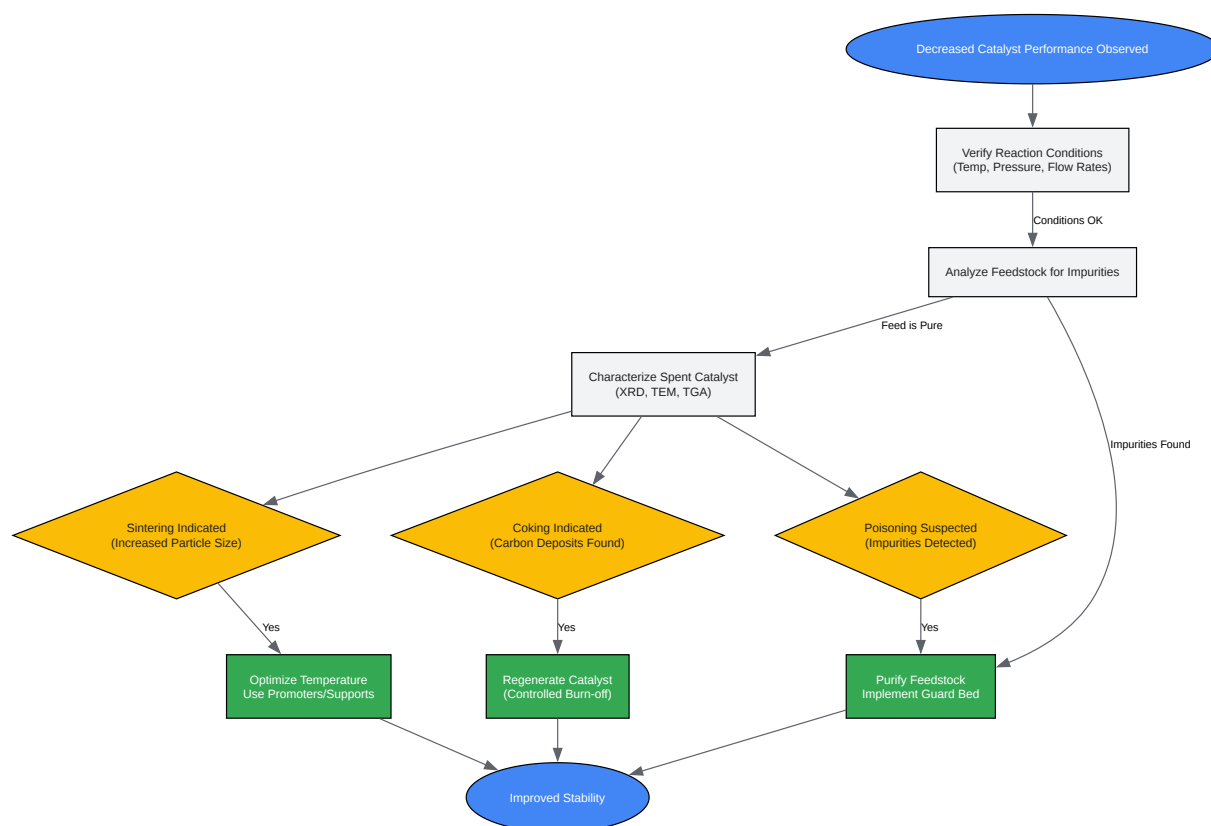 Decreased Catalyst Performance Observed
Verify Reaction Conditions
(Temp, Pressure, Flow Rates)
Conditions OK
Analyze Feedstock for Impurities
Feed is Pure
Characterize Spent Catalyst
(XRD, TEM, TGA)
Impurities Found
Sintering Indicated
(Increased Particle Size)
Coking Indicated
(Carbon Deposits Found)
Poisoning Suspected
(Impurities Detected)
Yes
Yes
Yes
Optimize Temperature
Use Promoters/Supports
Regenerate Catalyst
(Controlled Burn-off)
Purify Feedstock
Implement Guard Bed
Improved Stability